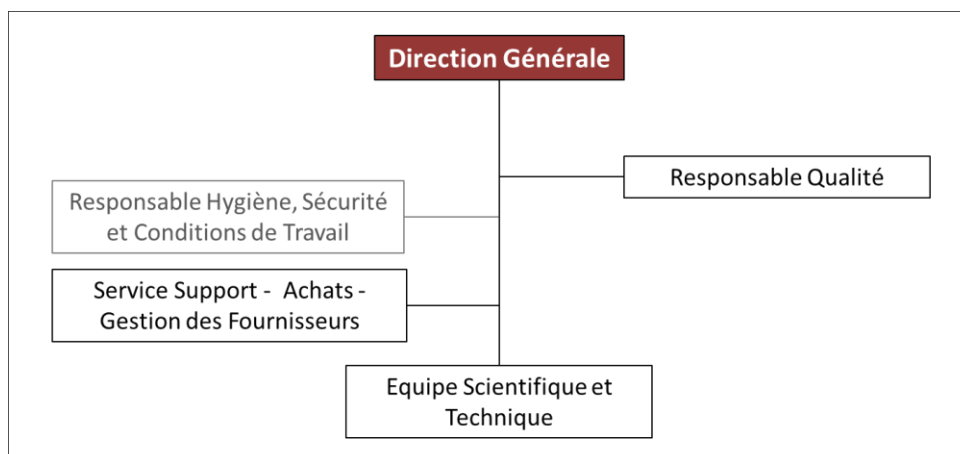 Direction Générale
Responsable Qualité
Responsable Hygiène, Sécurité
et Conditions de Travail
Service Support - Achats -
Gestion des Fournisseurs
Equipe Scientifique et
Technique